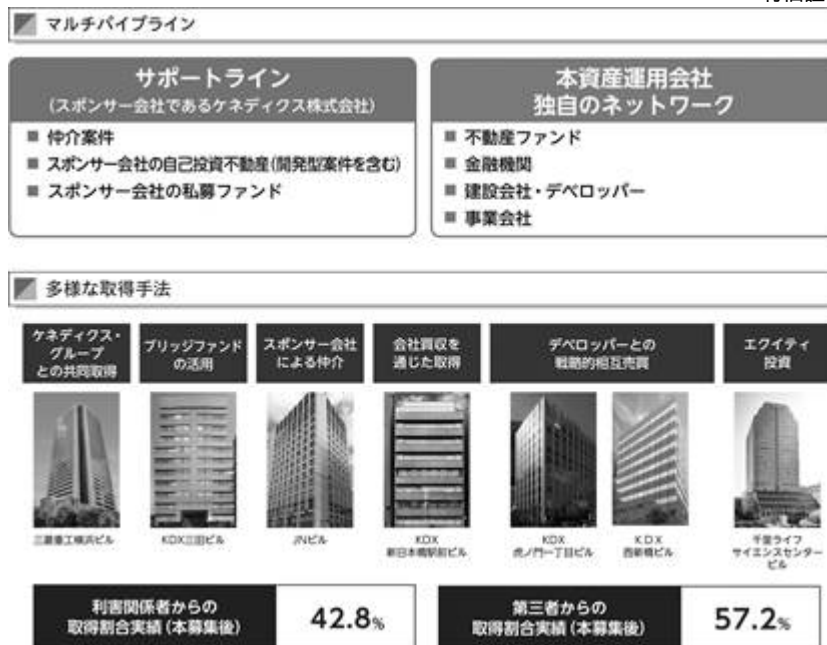 マルチパイプライン
サポートライン
(スポンサー会社であるケネディクス株式会社)
■ 仲介案件
■ スポンサー会社の自己投資不動産(開発型案件を含む)
■ スポンサー会社の私募ファンド
本資産運用会社
独自のネットワーク
■ 不動産ファンド
■ 金融機関
■ 建設会社・デベロッパー
■ 事業会社
多様な取得手法
ケネディクス・
グループ
との共同取得
ブリッジファンド
の活用
スポンサー会社
による仲介
会社買収を
通じた取得
デベロッパーとの
戦略的相互売買
エクイティ
投資
三菱重工横浜ビル
KDX三田ビル
JNビル
KDX
新日本橋駅前ビル
KDX
虎ノ門一丁目ビル
KDX
西新橋ビル
千里ライフ
サイエンスセンター
ビル
利害関係者からの
取得割合実績(本募集後)
42.8%
第三者からの
取得割合実績(本募集後)
57.2%